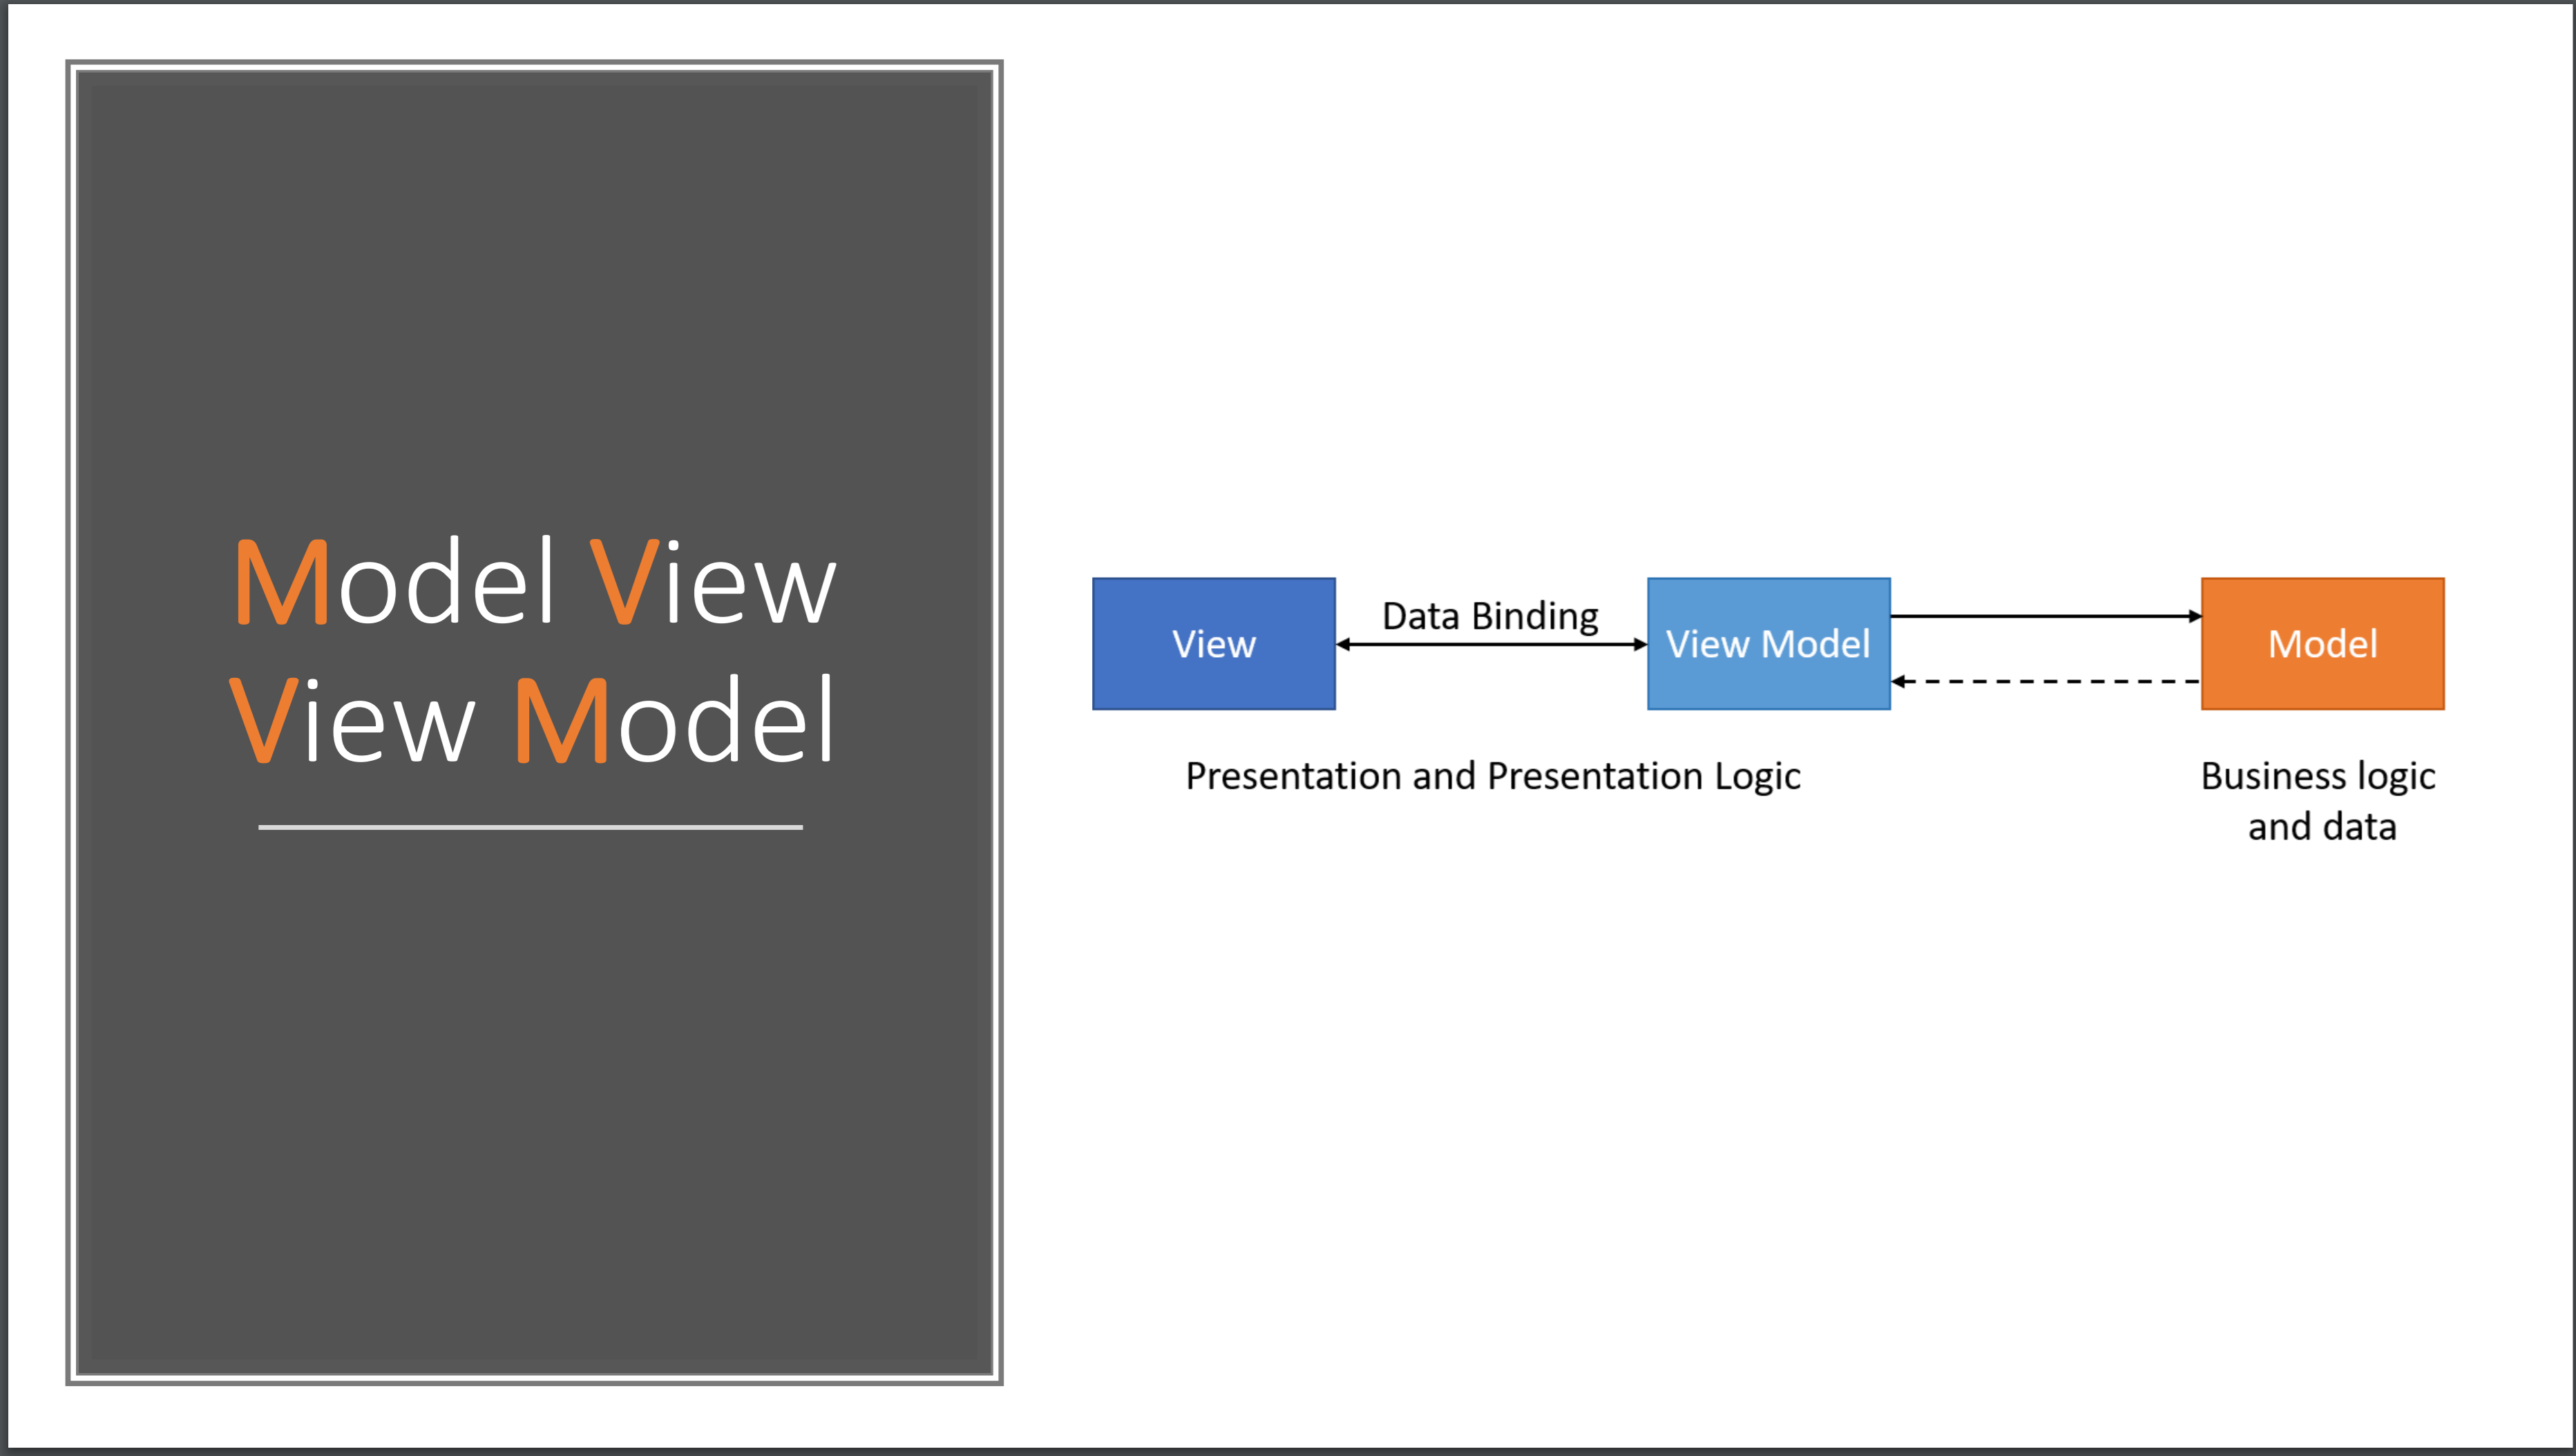 Model View
View Model
View
Data Binding
View Model
Model
Presentation and Presentation Logic
Business logic
and data